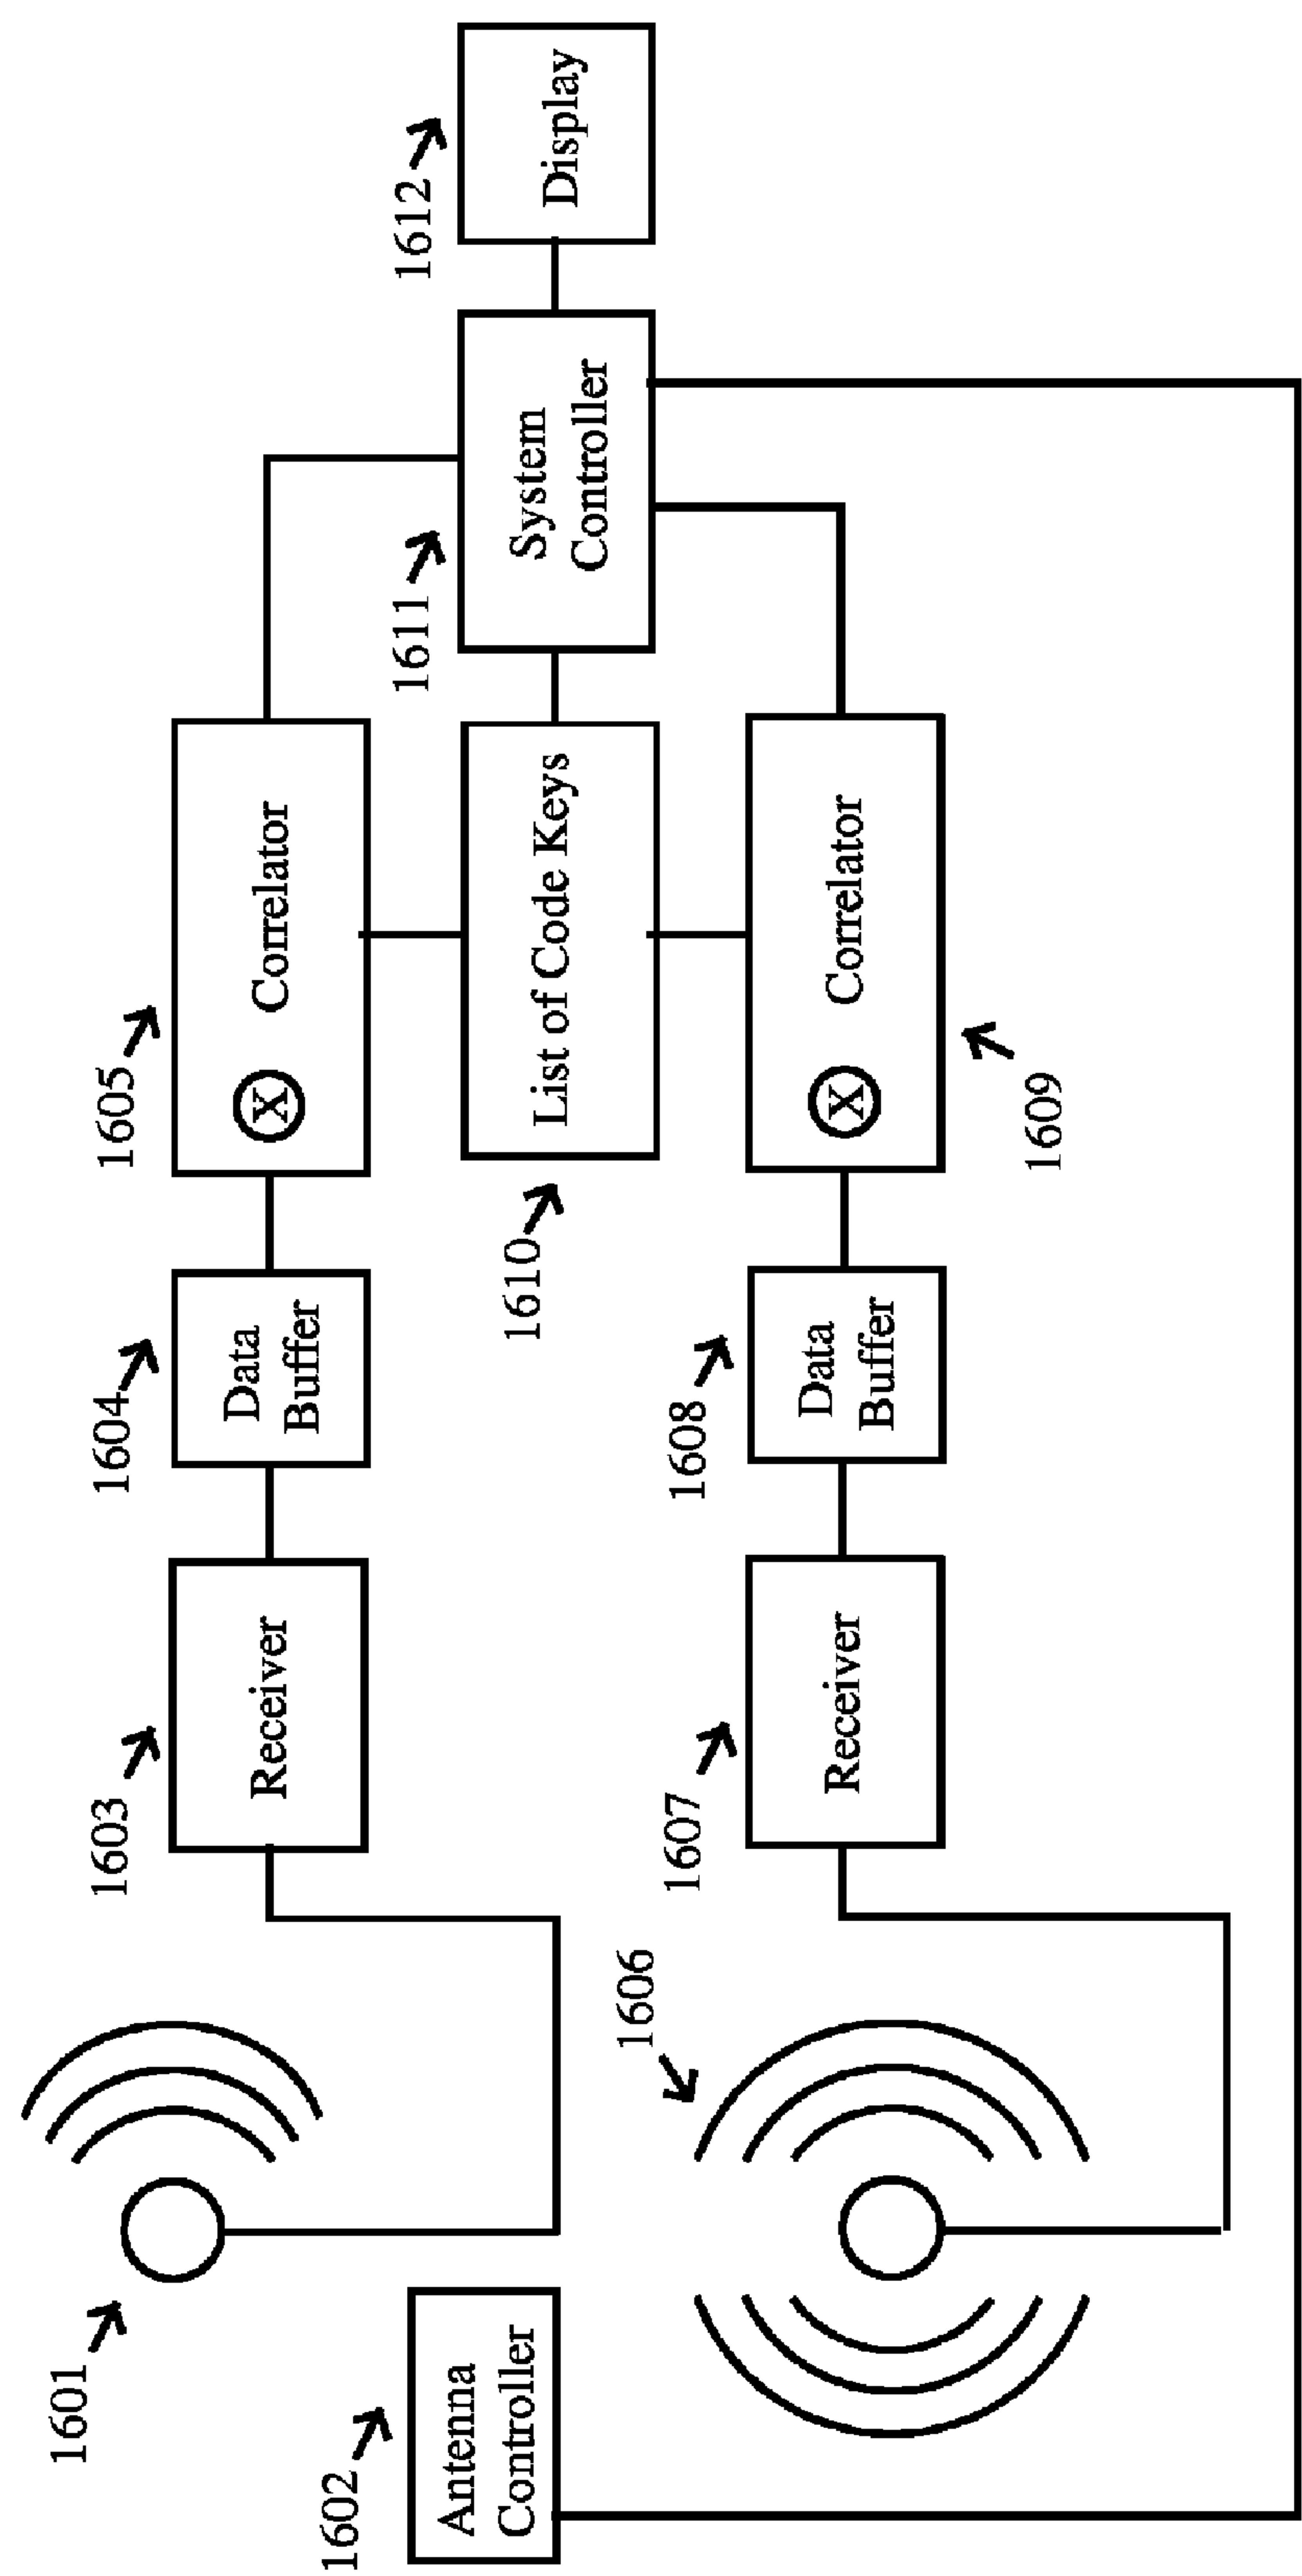 1601
1602
Antenna
Controller
1603
Receiver
1604
Data
Buffer
1605
X
Correlator
1606
1607
Receiver
1608
Data
Buffer
1609
X
Correlator
1610
List of Code Keys
1611
System
Controller
1612
Display